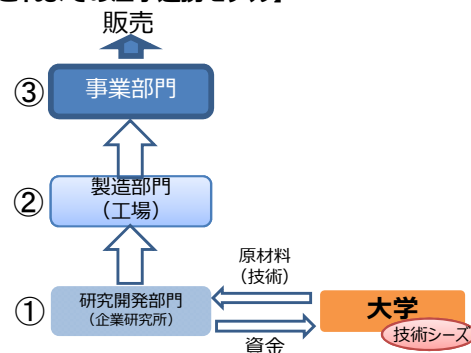 販売
③
事業部門
②
製造部門
（工場）
原材料
（技術）
①
研究開発部門
（企業研究所）
大学
技術シーズ
資金